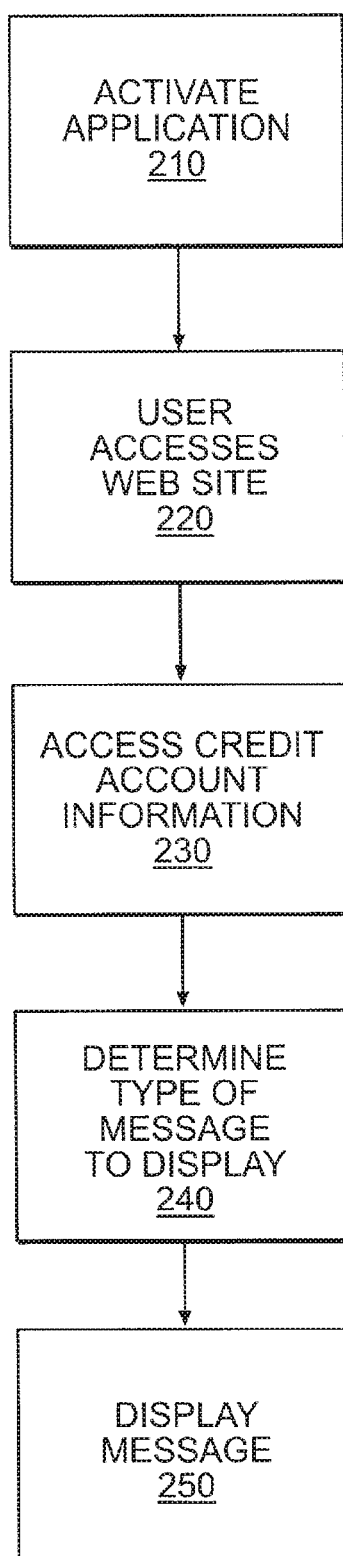 ACTIVATE
APPLICATION
210
USER
ACCESSES
WEB SITE
220
ACCESS CREDIT
ACCOUNT
INFORMATION
230
DETERMINE
TYPE OF
MESSAGE
TO DISPLAY
240
DISPLAY
MESSAGE
250